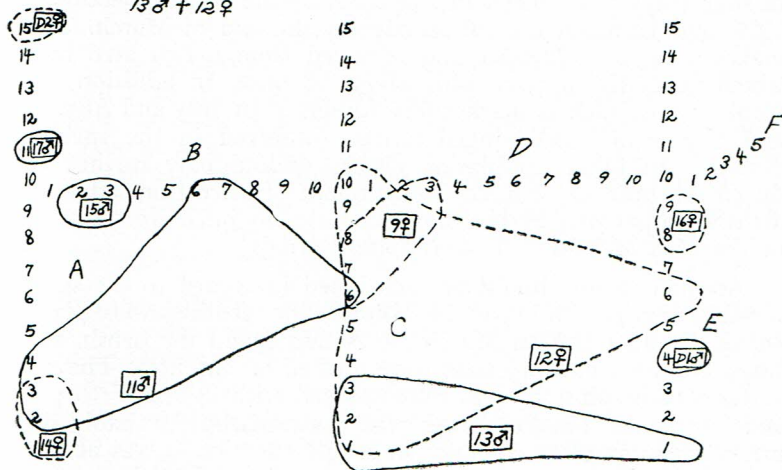 13♂ + 12♀
15 D2♀ 15 15
14 14 14
13 13 13
12 12 12
11 17♂ 11 11
B D F
10 1 2 3 4 5 6 7 8 9 10 10 1 2 3 4 5 6 7 8 9 10 10 1 2 3 4 5
9 15♂ 9 9♀ 9 16♀
8 8 8
7 A 7 7
6 6 6
5 5 C 5 E
4 4 12♀ 4 D1♂
3 11♂ 3 3
2 2 2
1 14♀ 1 13♂ 1